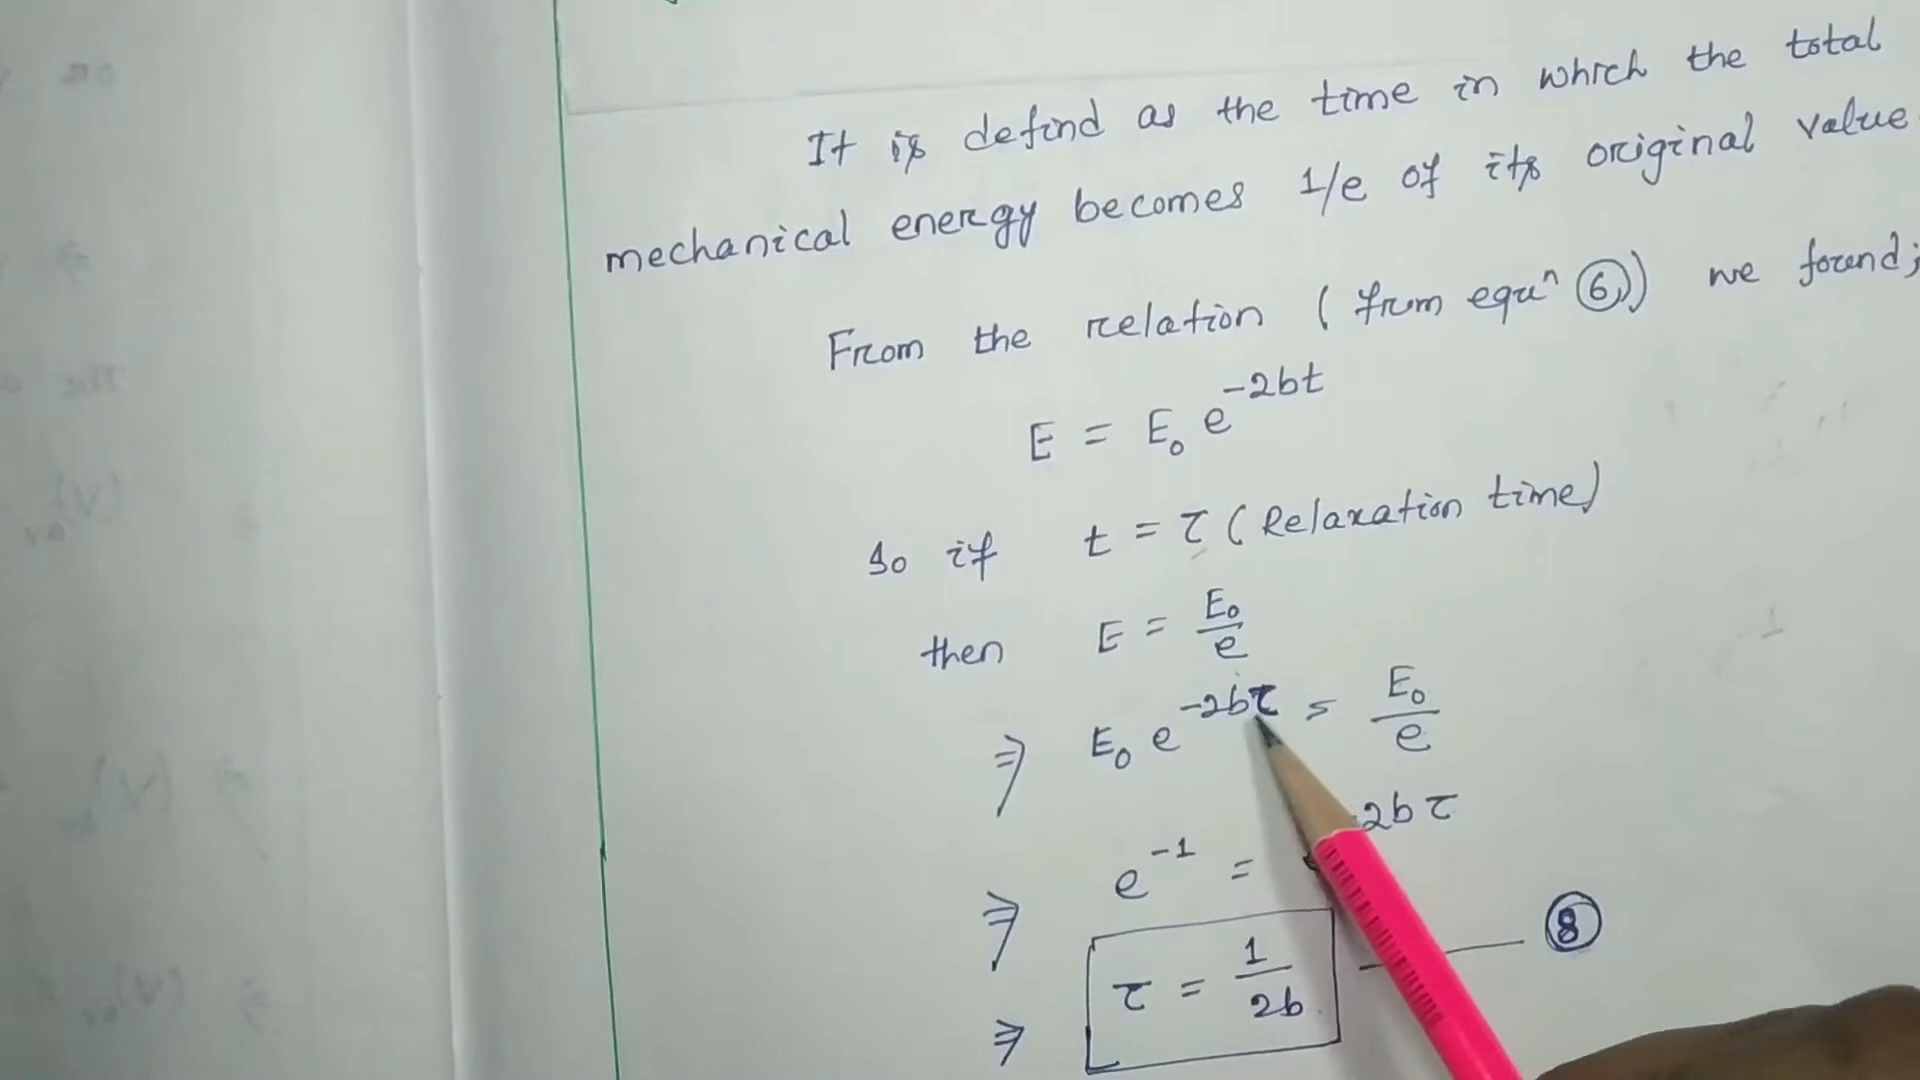 It is defind as the time in which the total
mechanical energy becomes 1/e of its original value.
From the relation ( from equⁿ ⑥) we found;
E = E₀ e^{-2bt}
So if t = τ ( Relaxation time)
then E = E₀/e
⇒ E₀ e^{-2bτ} = E₀/e
⇒ e^{-1} = 2bτ
⇒ τ = 1/2b ⑧